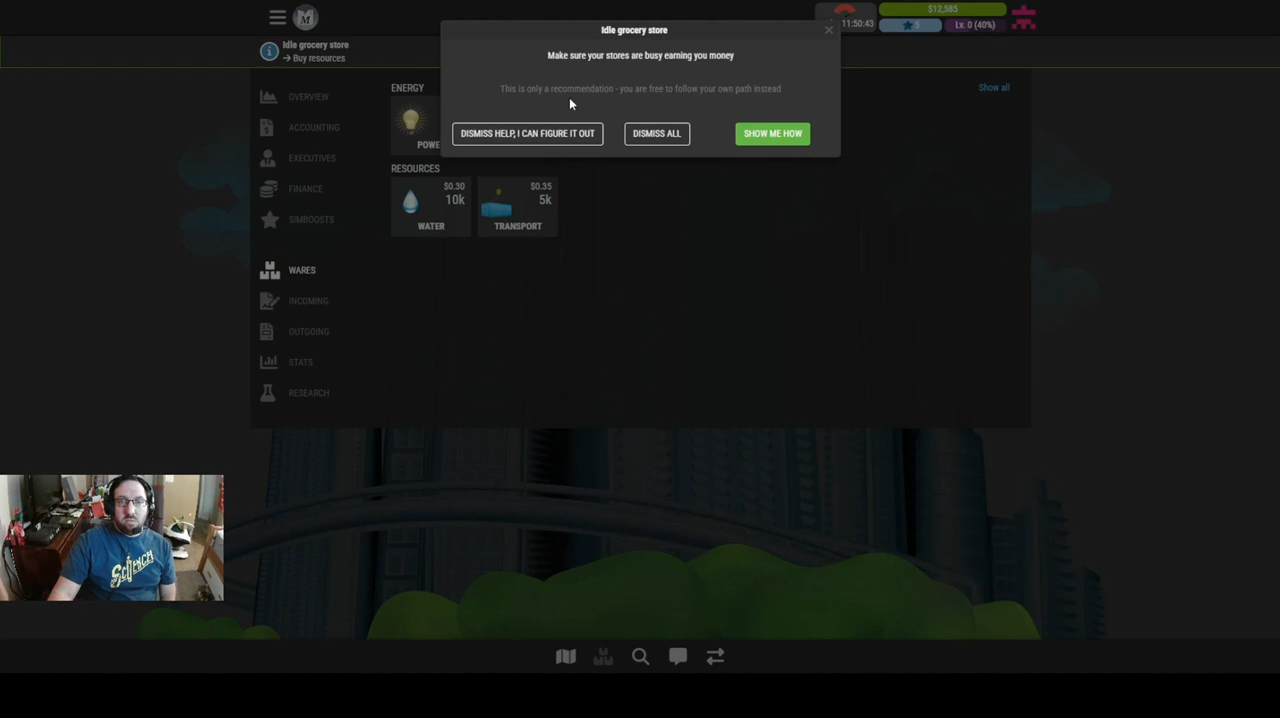 M
11:50:43
$12,585
5
Lv. 0 (40%)
Idle grocery store
→ Buy resources
Idle grocery store
×
Make sure your stores are busy earning you money
This is only a recommendation - you are free to follow your own path instead
DISMISS HELP, I CAN FIGURE IT OUT
DISMISS ALL
SHOW ME HOW
Show all
OVERVIEW
ACCOUNTING
EXECUTIVES
FINANCE
SIMBOOSTS
WARES
INCOMING
OUTGOING
STATS
RESEARCH
ENERGY
POWE
RESOURCES
$0.30
10k
WATER
$0.35
5k
TRANSPORT